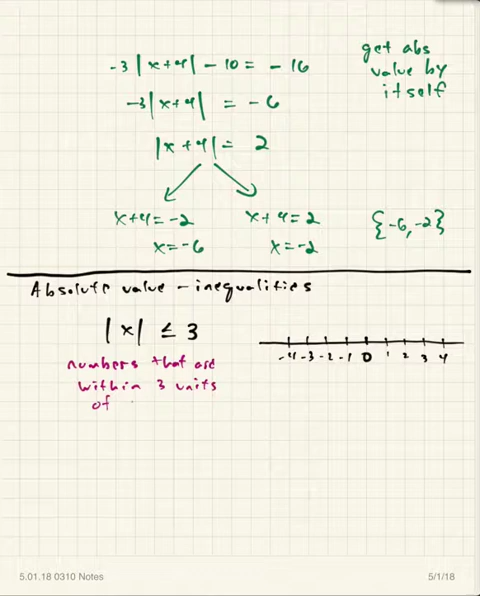 -3|x+4| - 10 = -16
get abs
value by
itself
-3|x+4| = -6
|x+4| = 2
x+4=-2 x+4=2
x=-6 x=-2
{-6,-2}
Absolute value - inequalities
|x| ≤ 3
-4 -3 -2 -1 0 1 2 3 4
numbers that are
within 3 units
of
5.01.18 0310 Notes
5/1/18